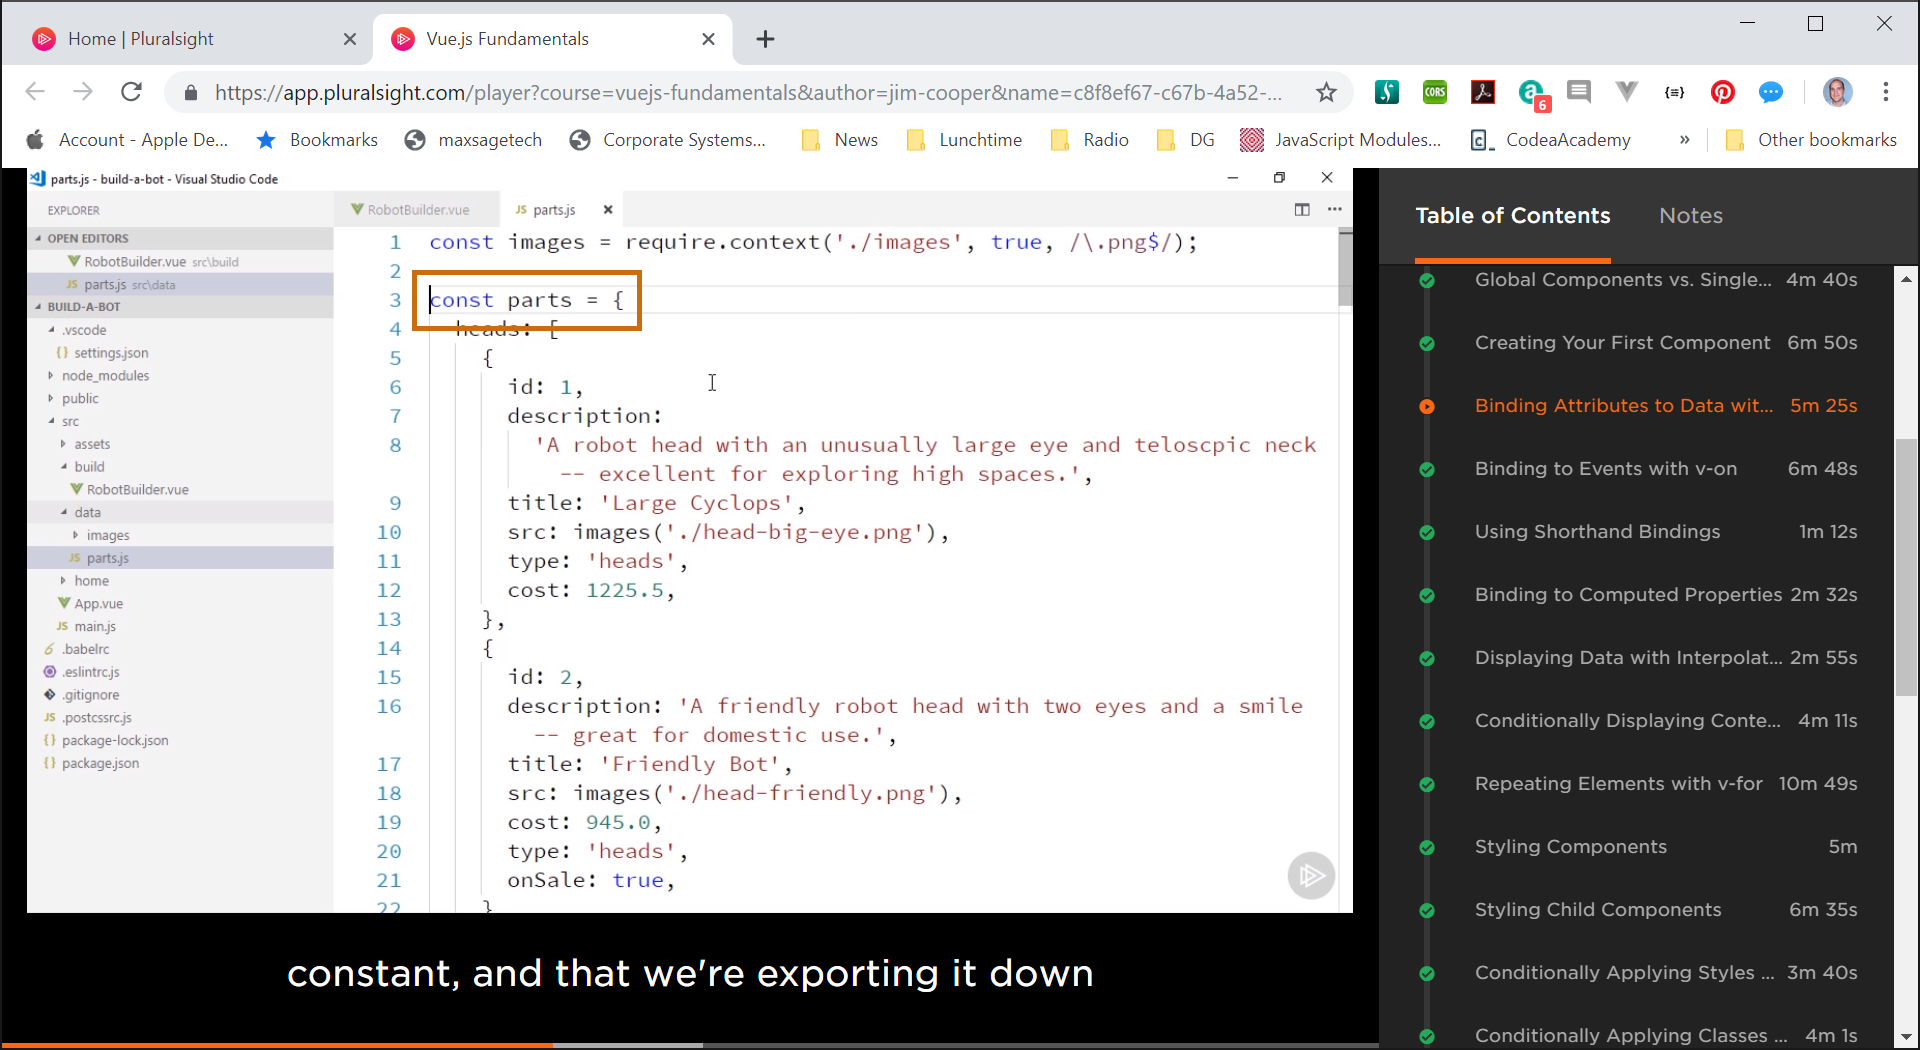 Home | Pluralsight
Vue.js Fundamentals
https://app.pluralsight.com/player?course=vuejs-fundamentals&author=jim-cooper&name=c8f8ef67-c67b-4a52-...
CORS
6
{≡}
Account - Apple De...
Bookmarks
maxsagetech
Corporate Systems...
News
Lunchtime
Radio
DG
JavaScript Modules...
CodeaAcademy
»
Other bookmarks
parts.js - build-a-bot - Visual Studio Code
EXPLORER
OPEN EDITORS
RobotBuilder.vue src\build
JS parts.js src\data
BUILD-A-BOT
.vscode
{} settings.json
node_modules
public
src
assets
build
RobotBuilder.vue
data
images
JS parts.js
home
App.vue
JS main.js
.babelrc
.eslintrc.js
.gitignore
JS .postcssrc.js
{} package-lock.json
{} package.json
RobotBuilder.vue
JS parts.js
1 const images = require.context('./images', true, /\.png$/);
2
3 const parts = {
4 heads: [
5 {
6 id: 1,
7 description:
8 'A robot head with an unusually large eye and teloscpic neck
-- excellent for exploring high spaces.',
9 title: 'Large Cyclops',
10 src: images('./head-big-eye.png'),
11 type: 'heads',
12 cost: 1225.5,
13 },
14 {
15 id: 2,
16 description: 'A friendly robot head with two eyes and a smile
-- great for domestic use.',
17 title: 'Friendly Bot',
18 src: images('./head-friendly.png'),
19 cost: 945.0,
20 type: 'heads',
21 onSale: true,
22 }
constant, and that we're exporting it down
Table of Contents
Notes
Global Components vs. Single... 4m 40s
Creating Your First Component 6m 50s
Binding Attributes to Data wit... 5m 25s
Binding to Events with v-on 6m 48s
Using Shorthand Bindings 1m 12s
Binding to Computed Properties 2m 32s
Displaying Data with Interpolat... 2m 55s
Conditionally Displaying Conte... 4m 11s
Repeating Elements with v-for 10m 49s
Styling Components 5m
Styling Child Components 6m 35s
Conditionally Applying Styles ... 3m 40s
Conditionally Applying Classes ... 4m 1s